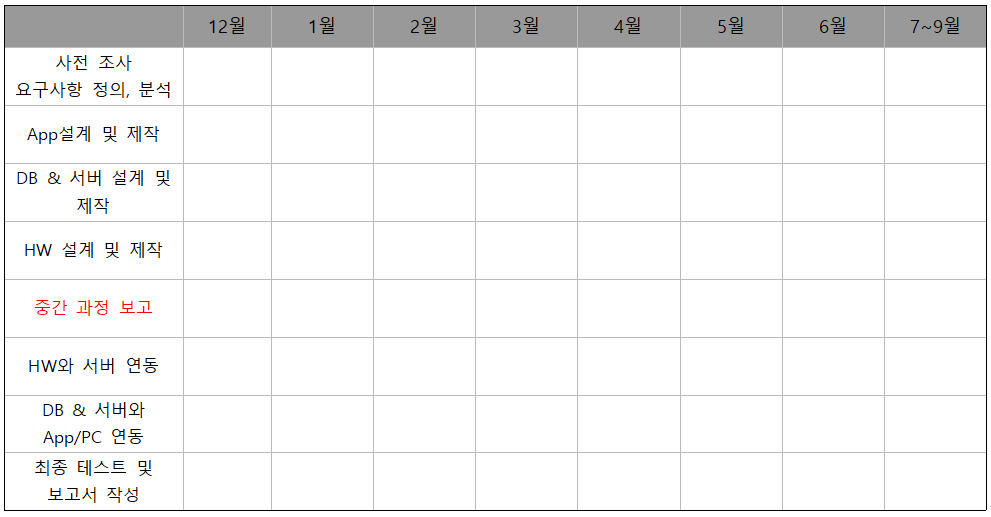 12월 1월 2월 3월 4월 5월 6월 7~9월
사전 조사
요구사항 정의, 분석
App설계 및 제작
DB & 서버 설계 및
제작
HW 설계 및 제작
중간 과정 보고
HW와 서버 연동
DB & 서버와
App/PC 연동
최종 테스트 및
보고서 작성